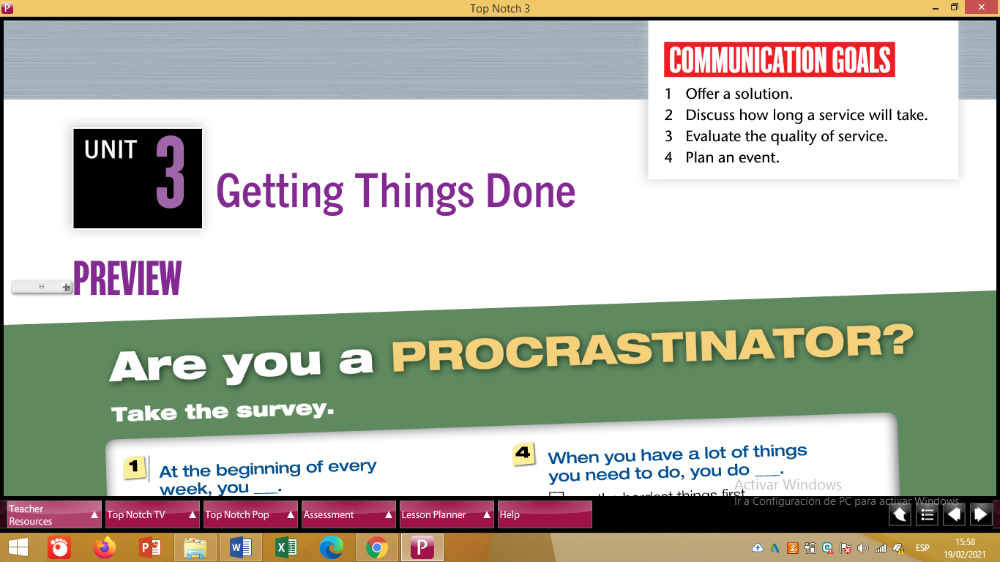 Top Notch 3
COMMUNICATION GOALS
1 Offer a solution.
2 Discuss how long a service will take.
3 Evaluate the quality of service.
4 Plan an event.
UNIT 3
Getting Things Done
PREVIEW
Are you a PROCRASTINATOR?
Take the survey.
1 At the beginning of every
week, you ___.
4 When you have a lot of things
you need to do, you do ___.
the hardest things first
Activar Windows
Ir a Configuración de PC para activar Windows.
Teacher
Resources
Top Notch TV
Top Notch Pop
Assessment
Lesson Planner
Help
ESP
15:58
19/02/2021